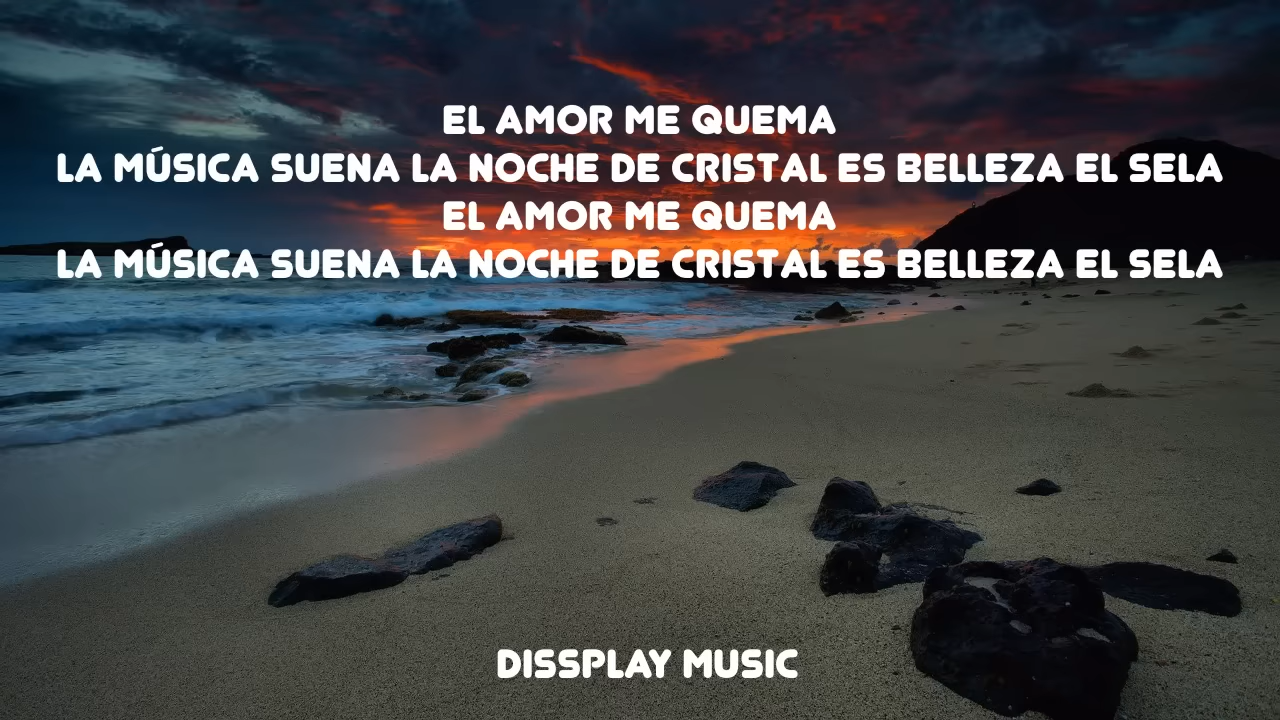 EL AMOR ME QUEMA
LA MÚSICA SUENA LA NOCHE DE CRISTAL ES BELLEZA EL SELA
EL AMOR ME QUEMA
LA MÚSICA SUENA LA NOCHE DE CRISTAL ES BELLEZA EL SELA
DISSPLAY MUSIC